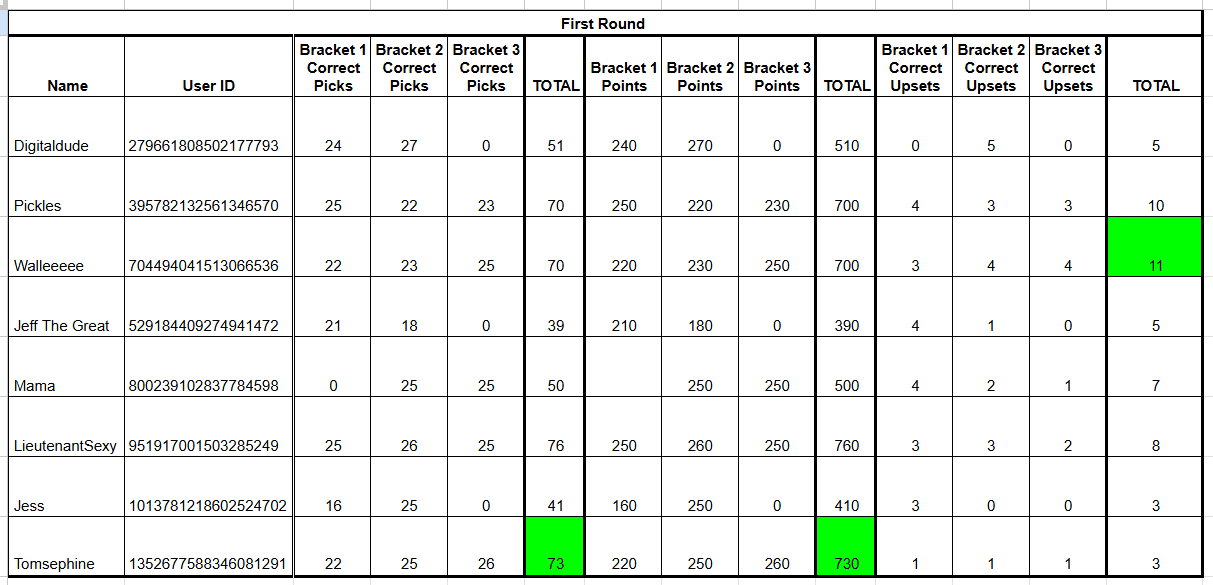 First Round
Name User ID Bracket 1 Correct Picks Bracket 2 Correct Picks Bracket 3 Correct Picks TOTAL Bracket 1 Points Bracket 2 Points Bracket 3 Points TOTAL Bracket 1 Correct Upsets Bracket 2 Correct Upsets Bracket 3 Correct Upsets TOTAL
Digitaldude 279661808502177793 24 27 0 51 240 270 0 510 0 5 0 5
Pickles 395782132561346570 25 22 23 70 250 220 230 700 4 3 3 10
Walleeeee 704494041513066536 22 23 25 70 220 230 250 700 3 4 4 11
Jeff The Great 529184409274941472 21 18 0 39 210 180 0 390 4 1 0 5
Mama 800239102837784598 0 25 25 50 250 250 500 4 2 1 7
LieutenantSexy 951917001503285249 25 26 25 76 250 260 250 760 3 3 2 8
Jess 1013781218602524702 16 25 0 41 160 250 0 410 3 0 0 3
Tomsephine 1352677588346081291 22 25 26 73 220 250 260 730 1 1 1 3